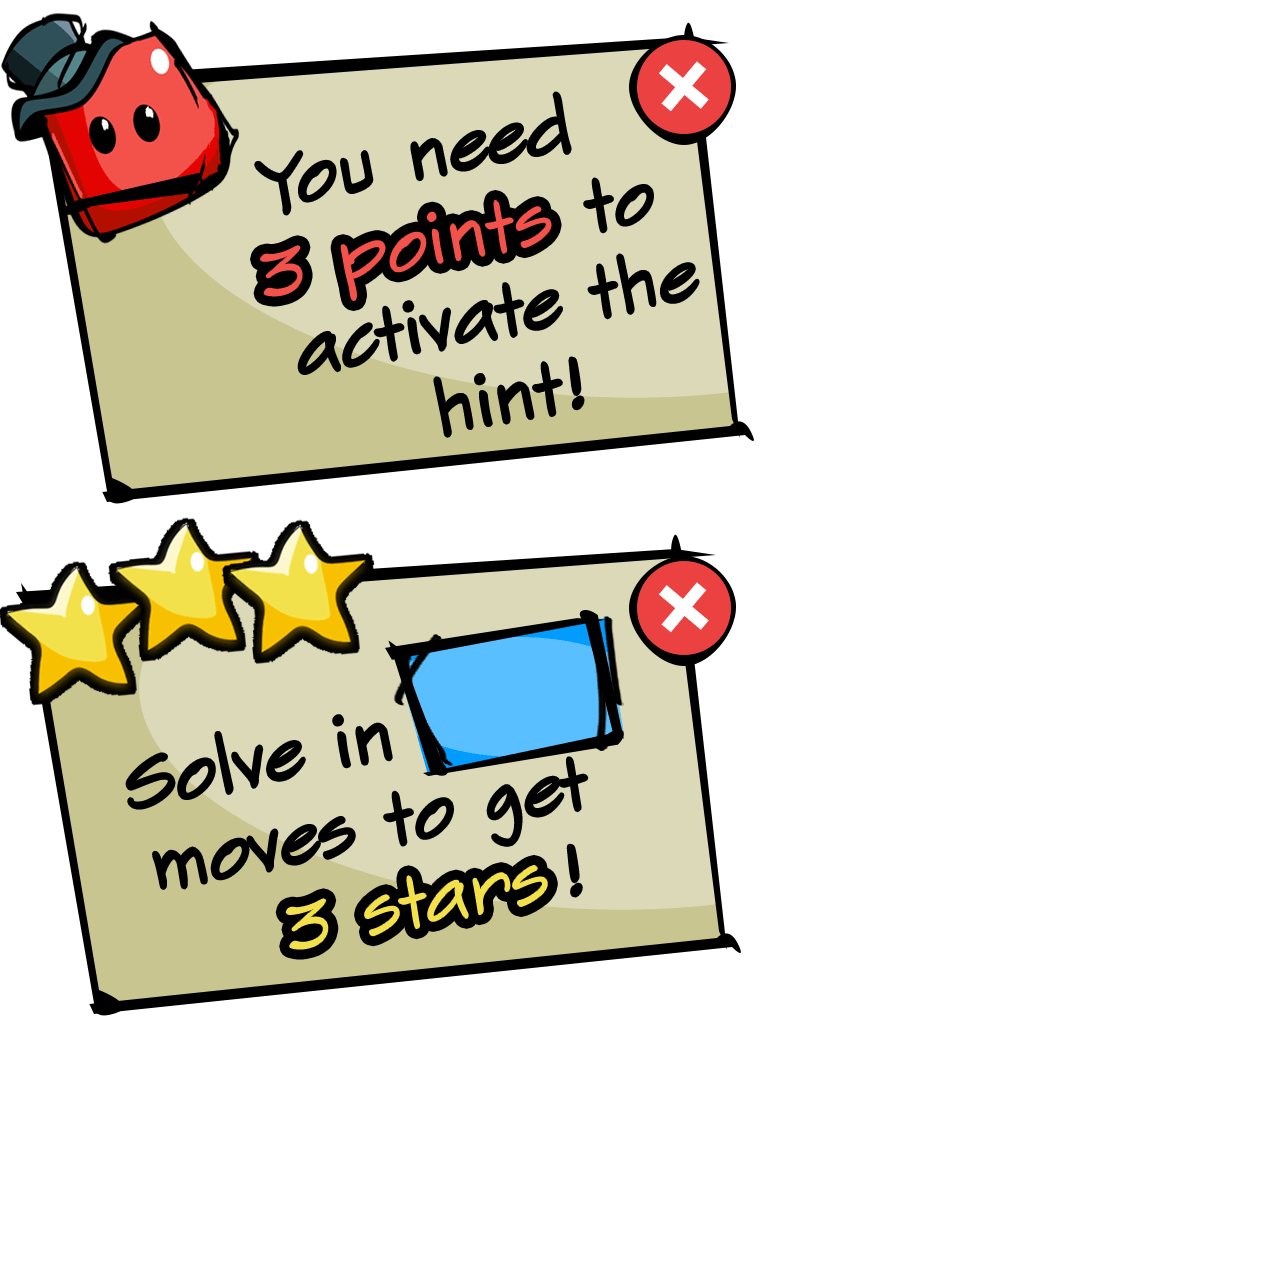 You need
3 points to
activate the
hint!
Solve in
moves to get
3 stars!